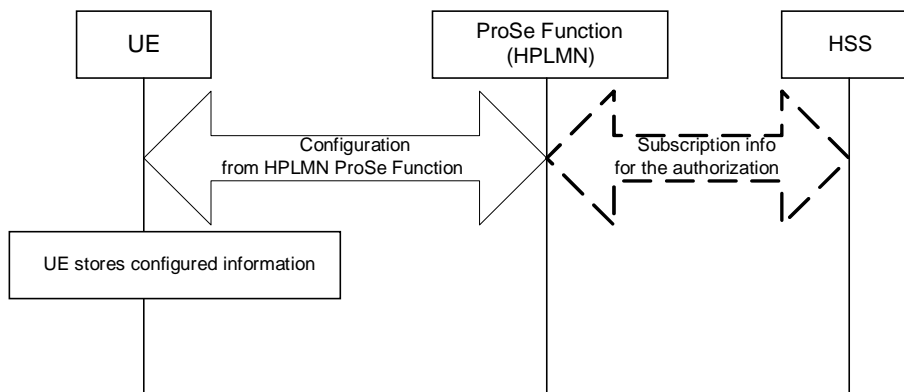 UE
ProSe Function
(HPLMN)
HSS
Configuration
from HPLMN ProSe Function
Subscription info
for the authorization
UE stores configured information